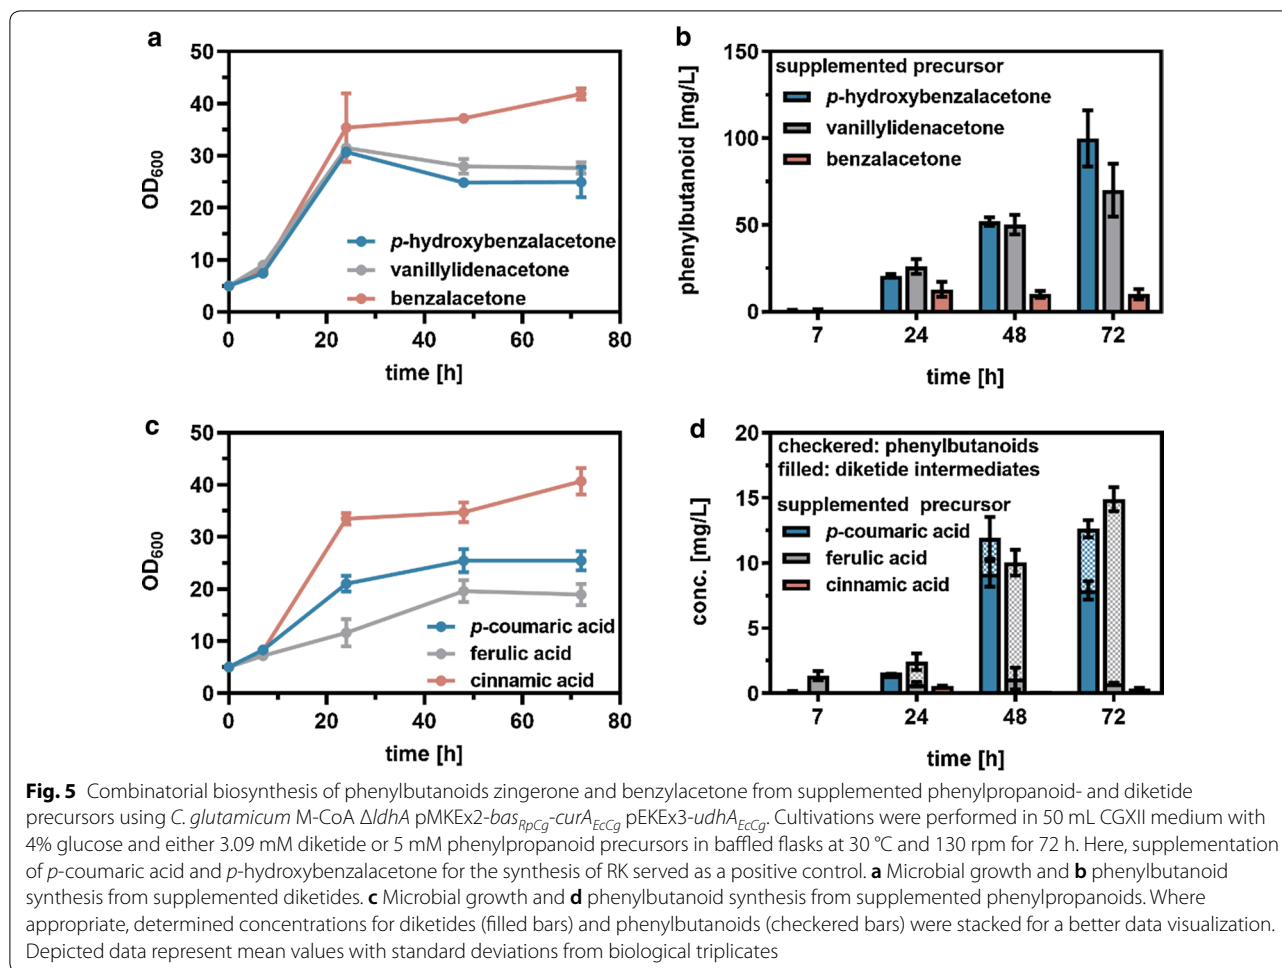 a
50
40
30
20
10
0
OD600
0 20 40 60 80
time [h]
p-hydroxybenzalacetone
vanillylidenacetone
benzalacetone
b
150
100
50
0
phenylbutanoid [mg/L]
supplemented precursor
p-hydroxybenzalacetone
vanillylidenacetone
benzalacetone
7 24 48 72
time [h]
c
50
40
30
20
10
0
OD600
p-coumaric acid
ferulic acid
cinnamic acid
0 20 40 60 80
time [h]
d
20
15
10
5
0
conc. [mg/L]
checkered: phenylbutanoids
filled: diketide intermediates
supplemented precursor
p-coumaric acid
ferulic acid
cinnamic acid
7 24 48 72
time [h]
Fig. 5 Combinatorial biosynthesis of phenylbutanoids zingerone and benzylacetone from supplemented phenylpropanoid- and diketide
precursors using C. glutamicum M-CoA ΔldhA pMKEx2-basRpCg-curAEcCg pEKEx3-udhAEcCg. Cultivations were performed in 50 mL CGXII medium with
4% glucose and either 3.09 mM diketide or 5 mM phenylpropanoid precursors in baffled flasks at 30 °C and 130 rpm for 72 h. Here, supplementation
of p-coumaric acid and p-hydroxybenzalacetone for the synthesis of RK served as a positive control. a Microbial growth and b phenylbutanoid
synthesis from supplemented diketides. c Microbial growth and d phenylbutanoid synthesis from supplemented phenylpropanoids. Where
appropriate, determined concentrations for diketides (filled bars) and phenylbutanoids (checkered bars) were stacked for a better data visualization.
Depicted data represent mean values with standard deviations from biological triplicates